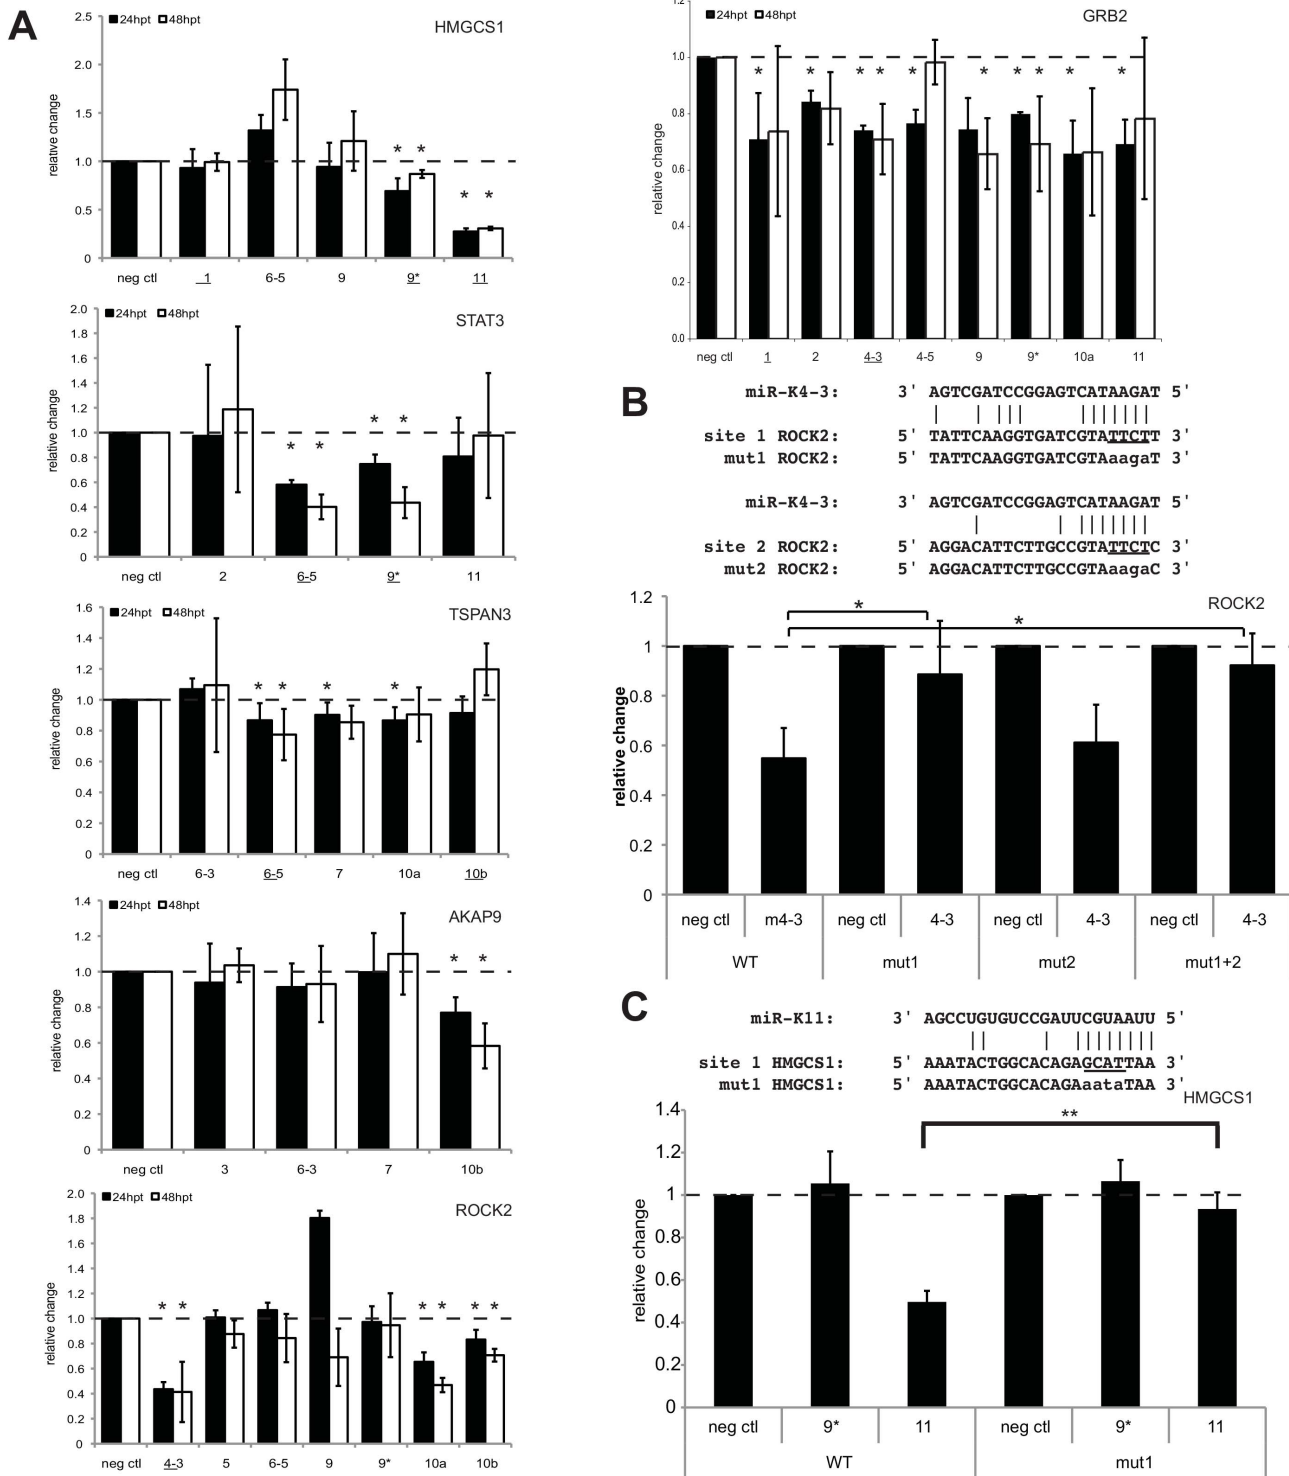 A
HMGCS1
24hpt 48hpt
relative change
2.5
2.0
1.5
1.0
0.5
0
* * * *
neg ctl 1 6-5 9 9* 11
STAT3
24hpt 48hpt
relative change
2.0
1.8
1.6
1.4
1.2
1.0
0.8
0.6
0.4
0.2
0
* * * *
neg ctl 2 6-5 9* 11
TSPAN3
24hpt 48hpt
relative change
1.6
1.4
1.2
1.0
0.8
0.6
0.4
0.2
0
* * * *
neg ctl 6-3 6-5 7 10a 10b
AKAP9
24hpt 48hpt
relative change
1.4
1.2
1.0
0.8
0.6
0.4
0.2
0
* *
neg ctl 3 6-3 7 10b
ROCK2
24hpt 48hpt
relative change
2.0
1.8
1.6
1.4
1.2
1.0
0.8
0.6
0.4
0.2
0
* * * * * *
neg ctl 4-3 5 6-5 9 9* 10a 10b
GRB2
24hpt 48hpt
relative change
1.2
1.0
0.8
0.6
0.4
0.2
0.0
* * * * * * * * * *
neg ctl 1 2 4-3 4-5 9 9* 10a 11
B
miR-K4-3: 3' AGTCGATCCGGAGTCATAAGAT 5'
site 1 ROCK2: 5' TATTCAAGGTGATCGTATTCTT 3'
mut1 ROCK2: 5' TATTCAAGGTGATCGTAaagaT 3'
miR-K4-3: 3' AGTCGATCCGGAGTCATAAGAT 5'
site 2 ROCK2: 5' AGGACATTCTTGCCGTATTCTC 3'
mut2 ROCK2: 5' AGGACATTCTTGCCGTAaagaC 3'
ROCK2
relative change
1.2
1
0.8
0.6
0.4
0.2
0
*
*
neg ctl m4-3 neg ctl 4-3 neg ctl 4-3 neg ctl 4-3
WT mut1 mut2 mut1+2
C
miR-K11: 3' AGCCUGUGUCCGAUUCGUAAUU 5'
site 1 HMGCS1: 5' AAATACTGGCACAGAGCATTAA 3'
mut1 HMGCS1: 5' AAATACTGGCACAGAaataTAA 3'
HMGCS1
relative change
1.4
1.2
1
0.8
0.6
0.4
0.2
0
**
neg ctl 9* 11 neg ctl 9* 11
WT mut1